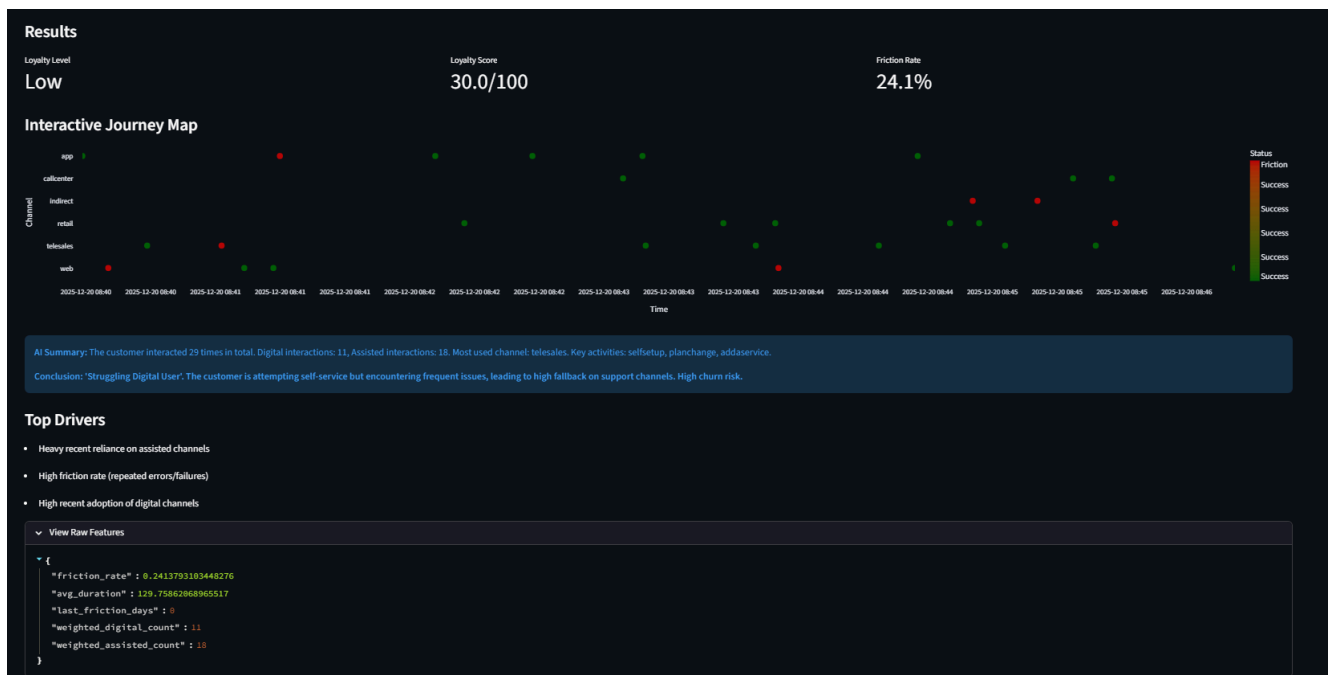 Results
Loyalty Level
Low
Loyalty Score
30.0/100
Friction Rate
24.1%
Interactive Journey Map
Channel
app
callcenter
indirect
retail
telesales
web
2025-12-20 08:40 2025-12-20 08:40 2025-12-20 08:41 2025-12-20 08:41 2025-12-20 08:41 2025-12-20 08:42 2025-12-20 08:42 2025-12-20 08:42 2025-12-20 08:43 2025-12-20 08:43 2025-12-20 08:43 2025-12-20 08:44 2025-12-20 08:44 2025-12-20 08:44 2025-12-20 08:45 2025-12-20 08:45 2025-12-20 08:45 2025-12-20 08:46
Time
Status
Friction
Success
Success
Success
Success
Success
AI Summary: The customer interacted 29 times in total. Digital interactions: 11, Assisted interactions: 18. Most used channel: telesales. Key activities: selfsetup, planchange, addaservice.
Conclusion: 'Struggling Digital User'. The customer is attempting self-service but encountering frequent issues, leading to high fallback on support channels. High churn risk.
Top Drivers
• Heavy recent reliance on assisted channels
• High friction rate (repeated errors/failures)
• High recent adoption of digital channels
View Raw Features
{
"friction_rate" : 0.2413793103448276
"avg_duration" : 129.75862068965517
"last_friction_days" : 0
"weighted_digital_count" : 11
"weighted_assisted_count" : 18
}